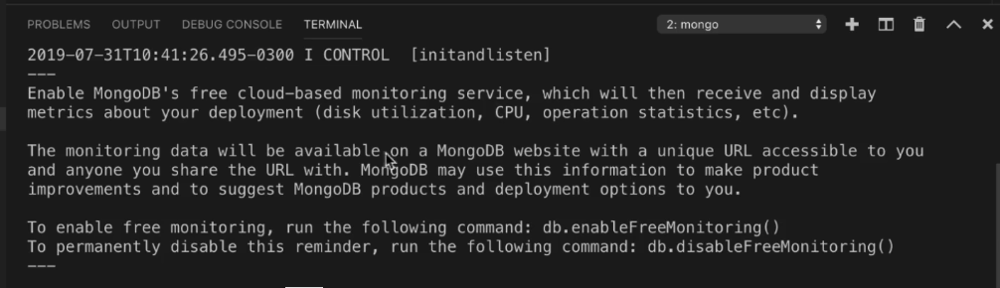 PROBLEMS OUTPUT DEBUG CONSOLE TERMINAL 2: mongo
2019-07-31T10:41:26.495-0300 I CONTROL  [initandlisten]
---
Enable MongoDB's free cloud-based monitoring service, which will then receive and display
metrics about your deployment (disk utilization, CPU, operation statistics, etc).
The monitoring data will be available on a MongoDB website with a unique URL accessible to you
and anyone you share the URL with. MongoDB may use this information to make product
improvements and to suggest MongoDB products and deployment options to you.
To enable free monitoring, run the following command: db.enableFreeMonitoring()
To permanently disable this reminder, run the following command: db.disableFreeMonitoring()
---